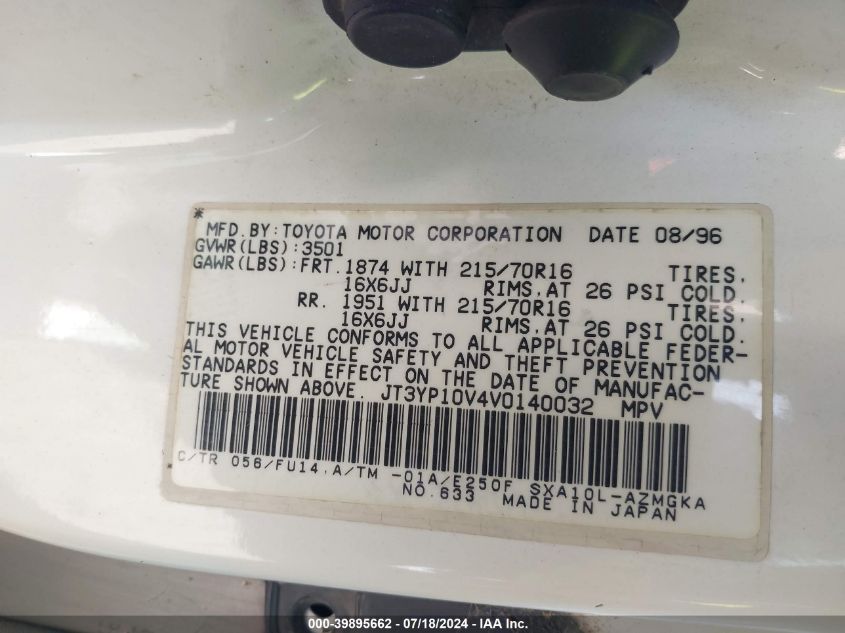 *
MFD.BY:TOYOTA MOTOR CORPORATION DATE 08/96
GVWR(LBS):3501
GAWR(LBS):FRT.1874 WITH 215/70R16 TIRES,
16X6JJ RIMS,AT 26 PSI COLD.
RR. 1951 WITH 215/70R16 TIRES,
16X6JJ RIMS,AT 26 PSI COLD.
THIS VEHICLE CONFORMS TO ALL APPLICABLE FEDER-
AL MOTOR VEHICLE SAFETY AND THEFT PREVENTION
STANDARDS IN EFFECT ON THE DATE OF MANUFAC-
TURE SHOWN ABOVE. JT3YP10V4V0140032 MPV
C/TR 056/FU14,A/TM -01A/E250F SXA10L-AZMGKA
NO.633 MADE IN JAPAN
000-39895662 - 07/18/2024 - IAA Inc.